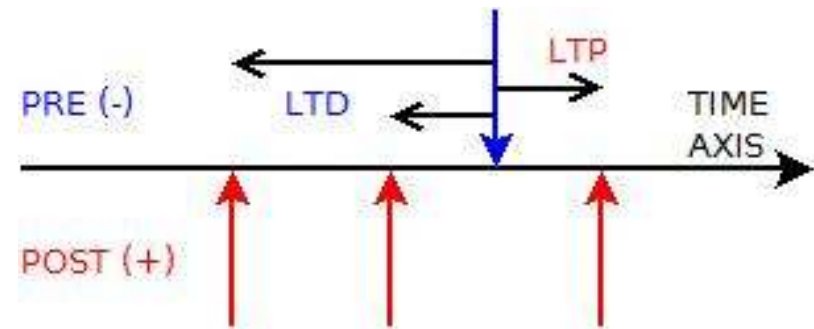 LTP
PRE (-)
LTD
TIME
AXIS
POST (+)